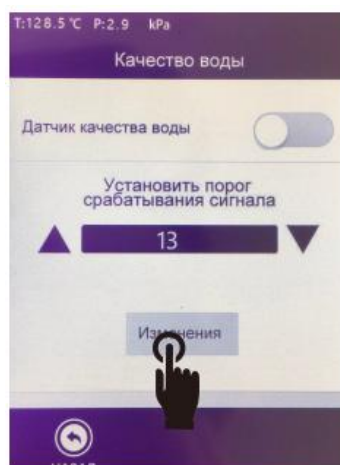 T:128.5 ℃ P:2.9 kPa
Качество воды
Датчик качества воды
Установить порог
срабатывания сигнала
13
Изменения